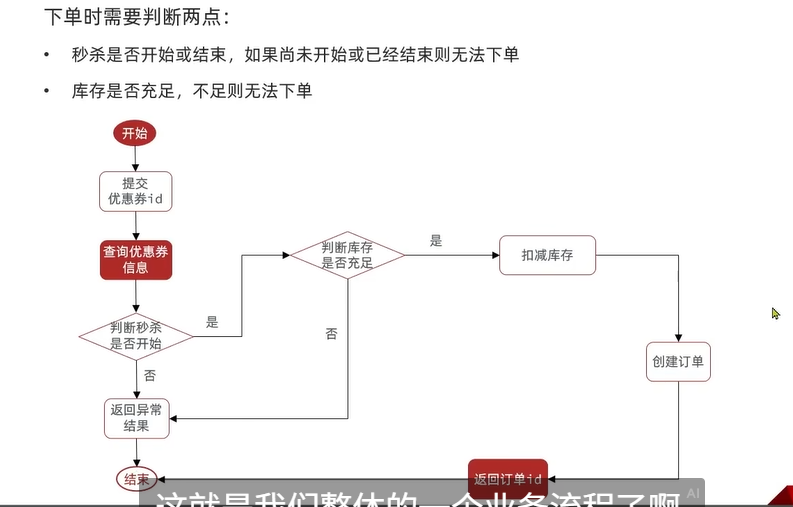 下单时需要判断两点：
• 秒杀是否开始或结束，如果尚未开始或已经结束则无法下单
• 库存是否充足，不足则无法下单
开始
提交
优惠券id
查询优惠券
信息
判断秒杀
是否开始
是
否
返回异常
结果
结束
判断库存
是否充足
是
否
扣减库存
创建订单
返回订单id
这就是我们整体的一个业务流程了啊
AI